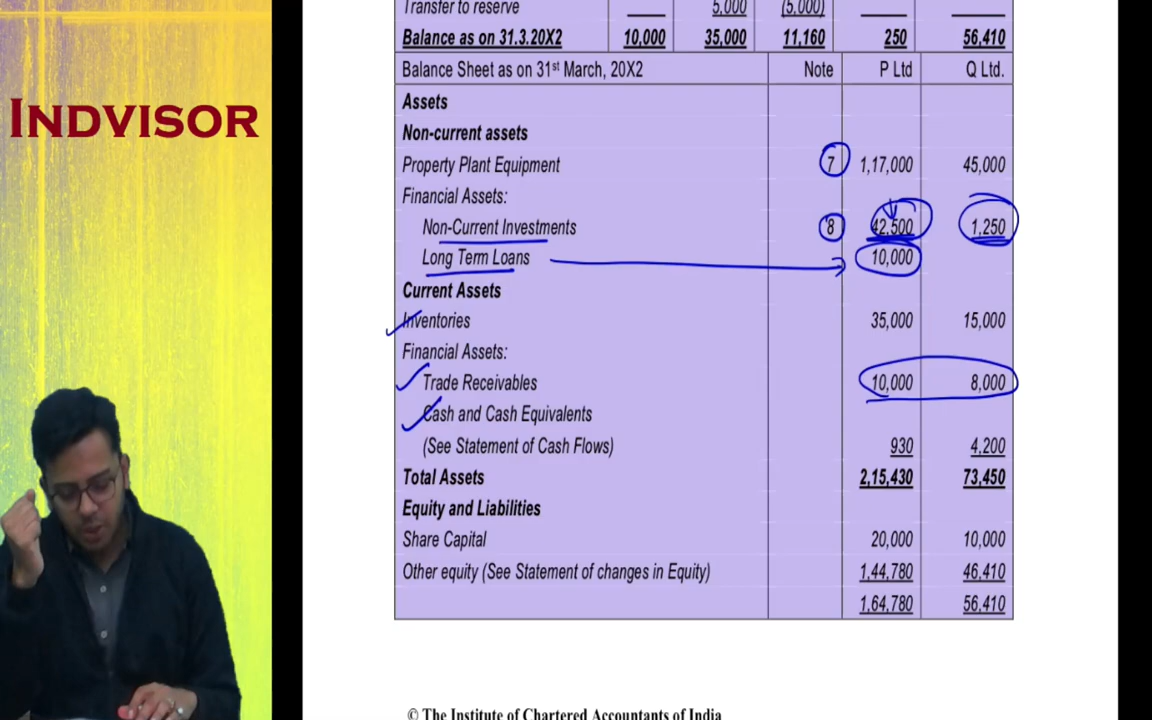 INDVISOR
Transfer to reserve 5,000 (5,000)
Balance as on 31.3.20X2 10,000 35,000 11,160 250 56,410
Balance Sheet as on 31st March, 20X2 Note P Ltd Q Ltd.
Assets
Non-current assets
Property Plant Equipment 7 1,17,000 45,000
Financial Assets:
Non-Current Investments 8 42,500 1,250
Long Term Loans 10,000
Current Assets
Inventories 35,000 15,000
Financial Assets:
Trade Receivables 10,000 8,000
Cash and Cash Equivalents
(See Statement of Cash Flows) 930 4,200
Total Assets 2,15,430 73,450
Equity and Liabilities
Share Capital 20,000 10,000
Other equity (See Statement of changes in Equity) 1,44,780 46,410
1,64,780 56,410
© The Institute of Chartered Accountants of India